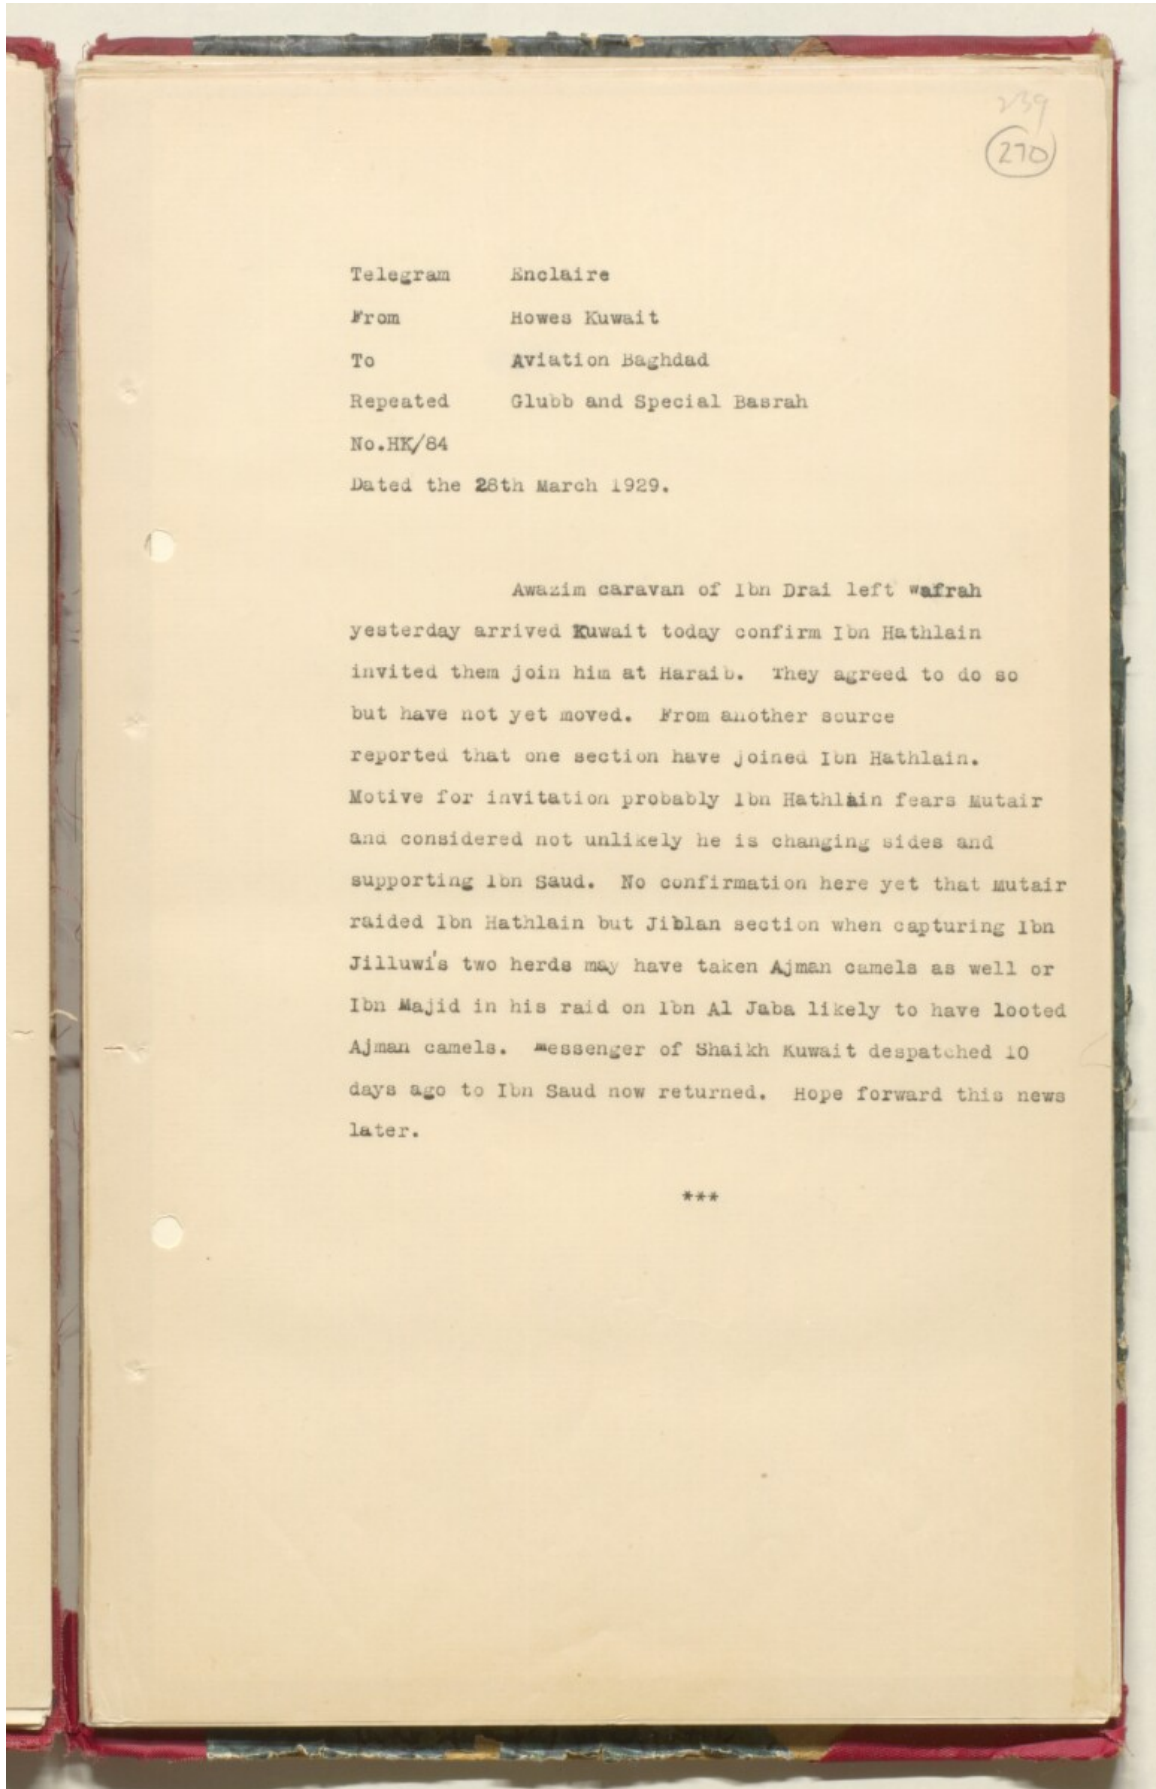 239
270
Telegram Enclaire
From Howes Kuwait
To Aviation Baghdad
Repeated Glubb and Special Basrah
No.HK/84
Dated the 28th March 1929.
Awazim caravan of Ibn Drai left wafrah
yesterday arrived Kuwait today confirm Ibn Hathlain
invited them join him at Haraib. They agreed to do so
but have not yet moved. From another source
reported that one section have joined Ibn Hathlain.
Motive for invitation probably Ibn Hathlain fears Mutair
and considered not unlikely he is changing sides and
supporting Ibn Saud. No confirmation here yet that Mutair
raided Ibn Hathlain but Jiblan section when capturing Ibn
Jilluwi's two herds may have taken Ajman camels as well or
Ibn Majid in his raid on Ibn Al Jaba likely to have looted
Ajman camels. Messenger of Shaikh Kuwait despatched 10
days ago to Ibn Saud now returned. Hope forward this news
later.
***